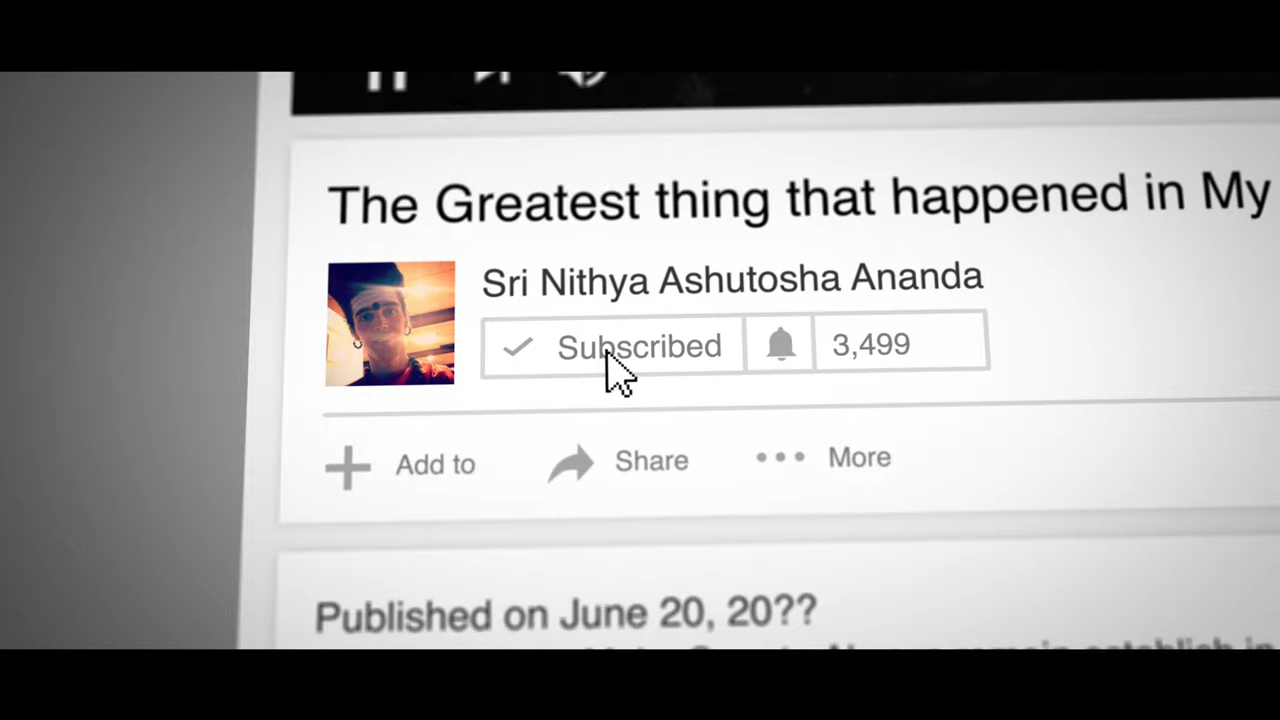 The Greatest thing that happened in My
Sri Nithya Ashutosha Ananda
Subscribed 3,499
Add to Share More
Published on June 20, 20??